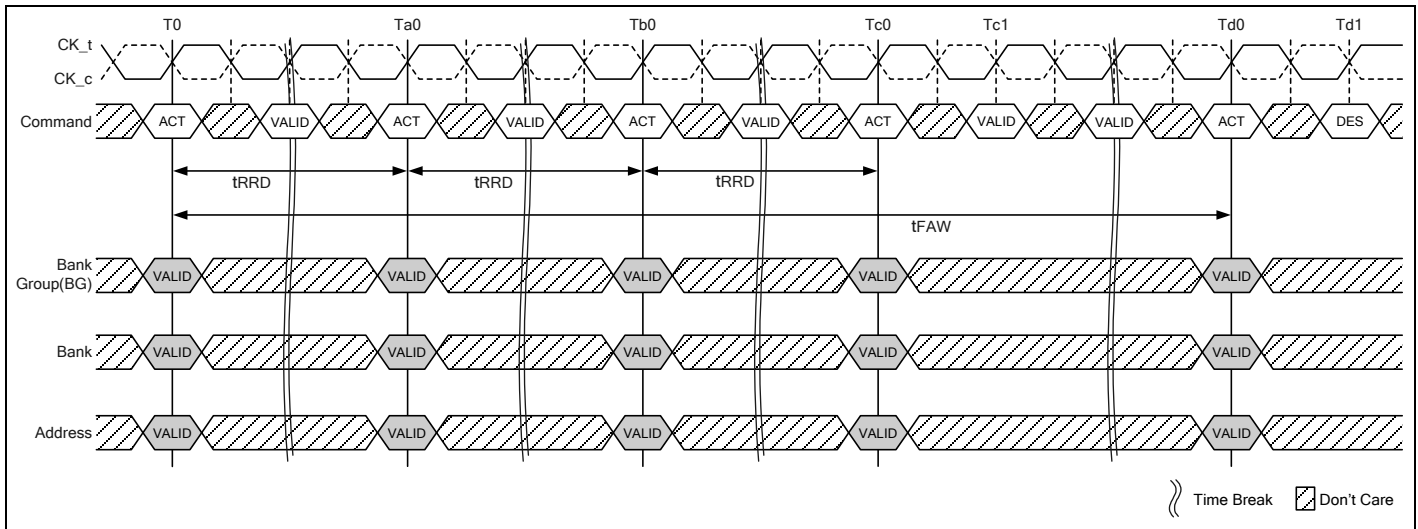 T0 Ta0 Tb0 Tc0 Tc1 Td0 Td1
CK_t
CK_c
Command ACT VALID ACT VALID ACT VALID ACT VALID VALID ACT DES
tRRD tRRD tRRD
tFAW
Bank
Group(BG) VALID VALID VALID VALID VALID
Bank VALID VALID VALID VALID VALID
Address VALID VALID VALID VALID VALID
Time Break Don't Care